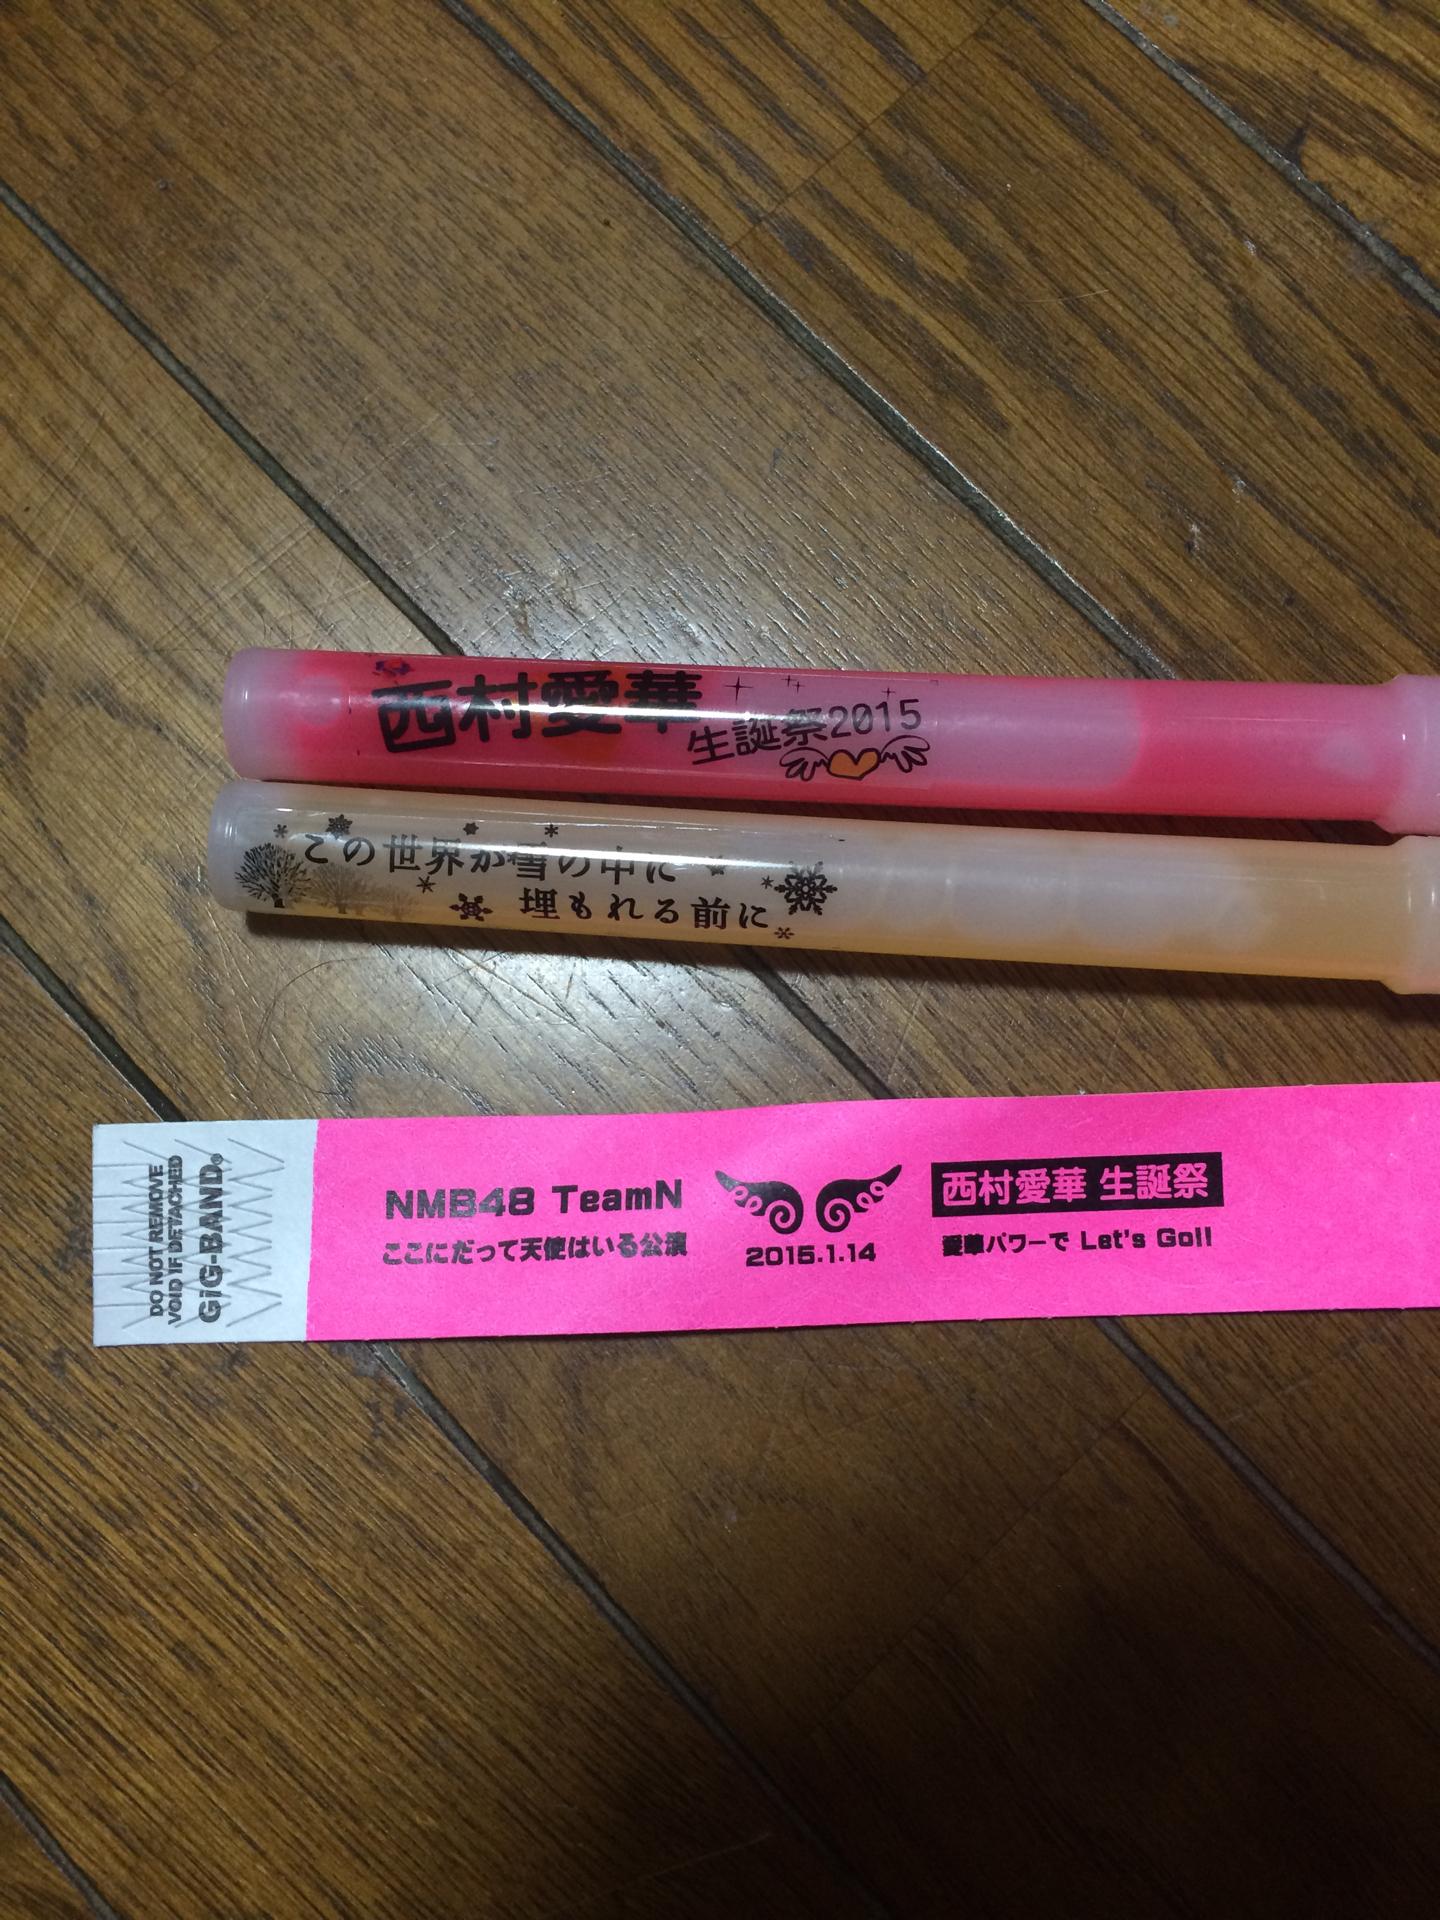 西村愛華
生誕祭2015
この世界が雪の中に
埋もれる前に
DO NOT REMOVE
VOID IF DETACHED
GiG-BAND®
NMB48 TeamN
ここにだって天使はいる公演
2015.1.14
西村愛華 生誕祭
愛華パワーで Let's Go!!